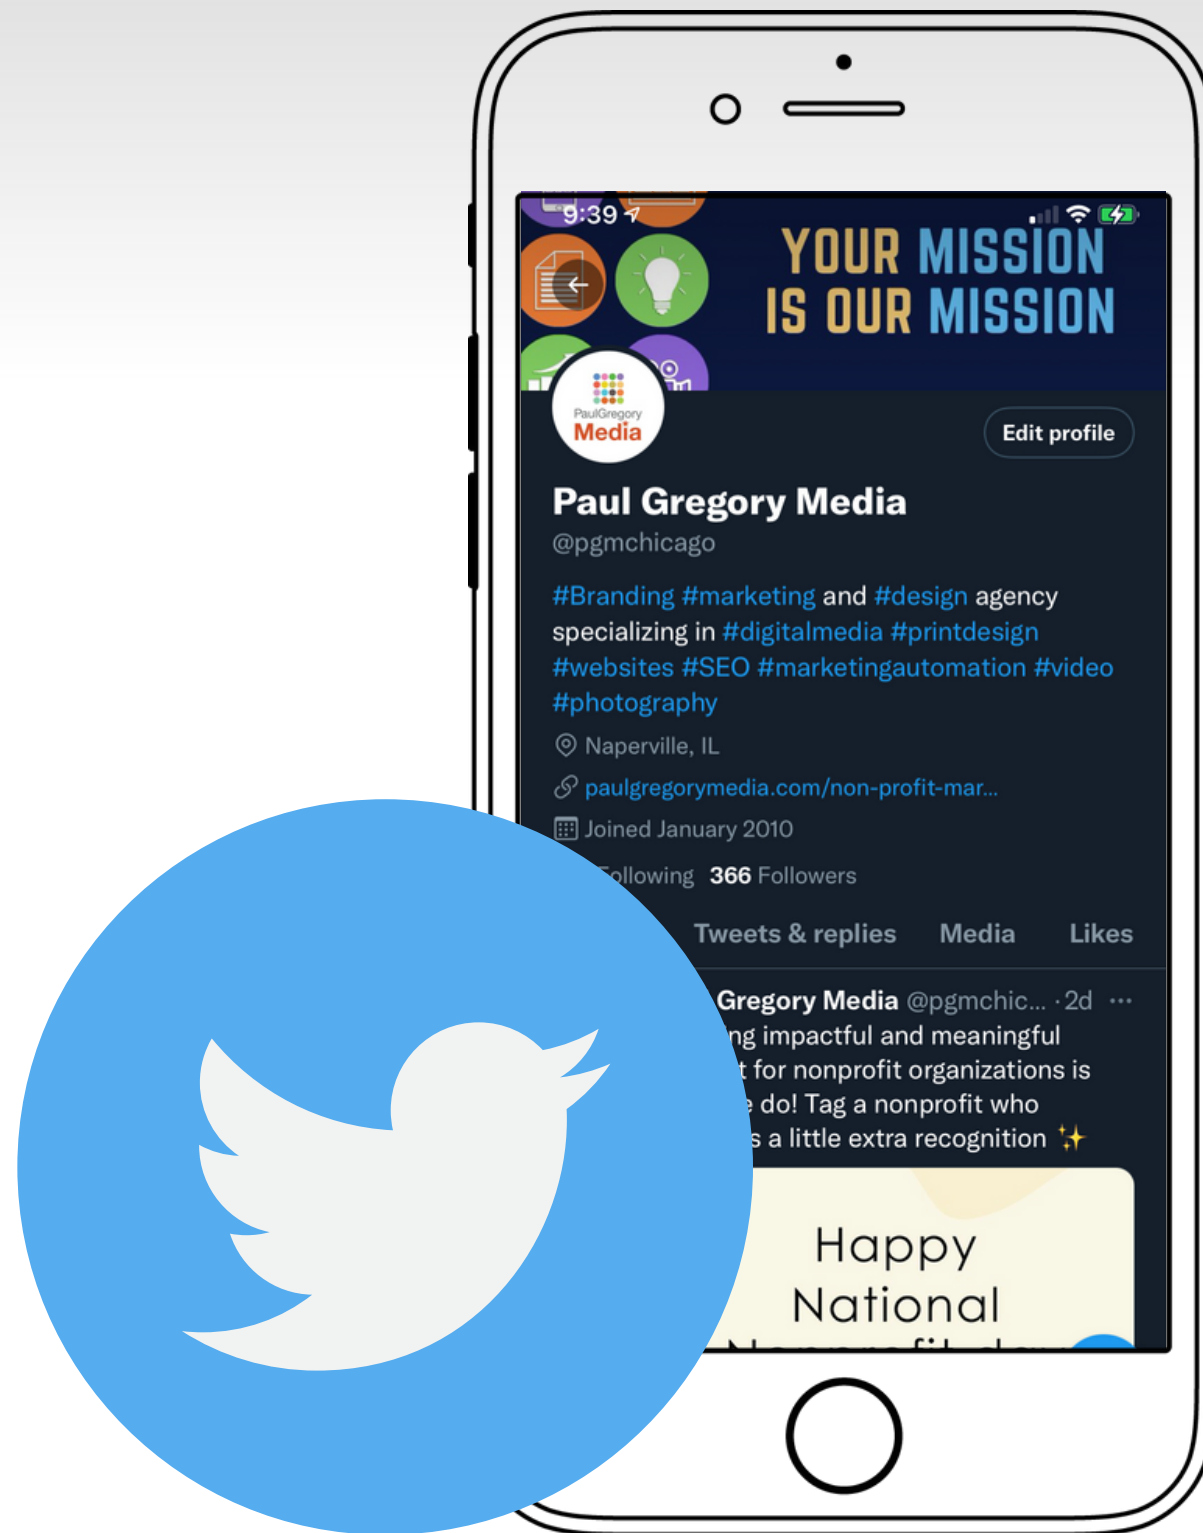 9:39
YOUR MISSION
IS OUR MISSION
PaulGregory
Media
Edit profile
Paul Gregory Media
@pgmchicago
#Branding #marketing and #design agency
specializing in #digitalmedia #printdesign
#websites #SEO #marketingautomation #video
#photography
Naperville, IL
paulgregorymedia.com/non-profit-mar...
Joined January 2010
Following 366 Followers
Tweets & replies Media Likes
Gregory Media @pgmchic... · 2d ...
impactful and meaningful
for nonprofit organizations is
do! Tag a nonprofit who
a little extra recognition ✨
Happy
National
Nonprofit day